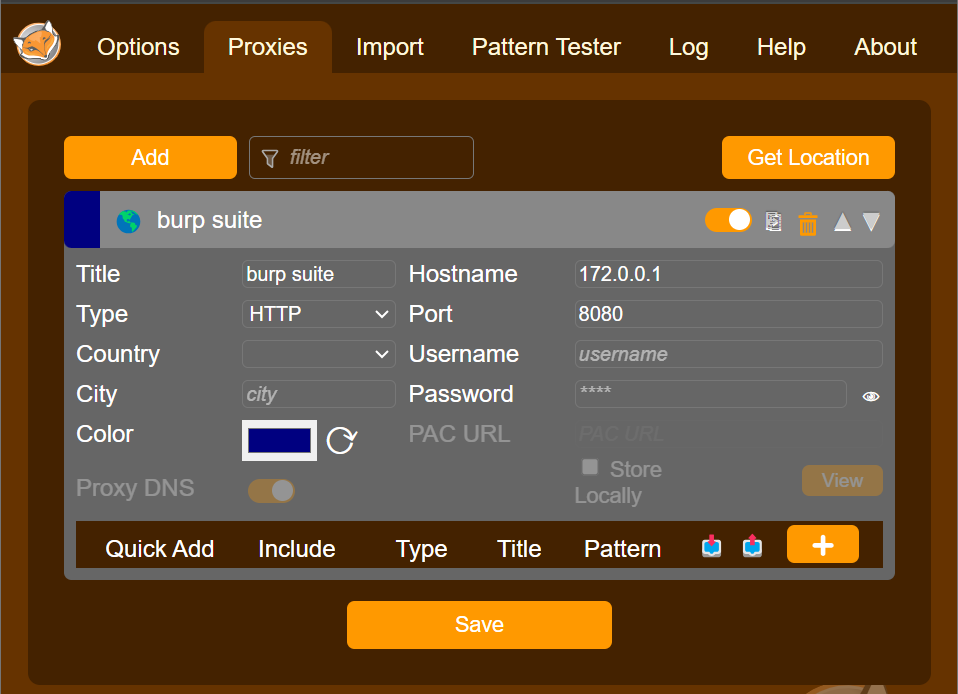 Options Proxies Import Pattern Tester Log Help About
Add filter Get Location
burp suite
Title burp suite Hostname 172.0.0.1
Type HTTP Port 8080
Country Username username
City city Password ****
Color PAC URL PAC URL
Proxy DNS Store Locally View
Quick Add Include Type Title Pattern +
Save